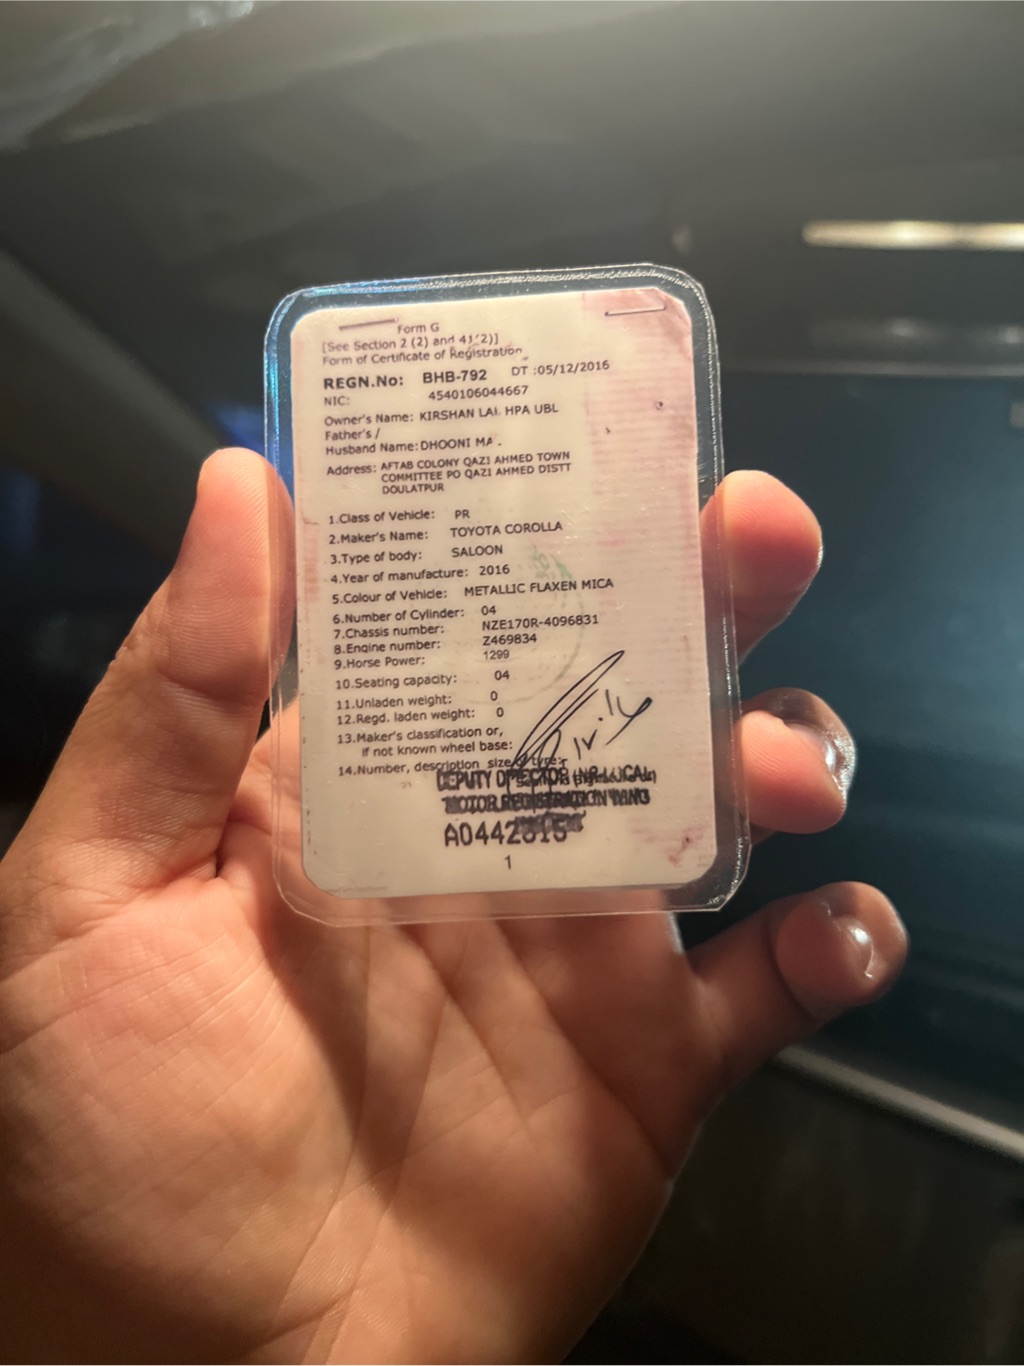 Form G
[See Section 2 (2) and 41(2)]
Form of Certificate of Registration
REGN.No: BHB-792 DT :05/12/2016
NIC: 4540106044667
Owner's Name: KIRSHAN LAL HPA UBL
Father's /
Husband Name: DHOONI MA
Address: AFTAB COLONY QAZI AHMED TOWN
COMMITTEE PO QAZI AHMED DISTT
DOULATPUR
1.Class of Vehicle: PR
2.Maker's Name: TOYOTA COROLLA
3.Type of body: SALOON
4.Year of manufacture: 2016
5.Colour of Vehicle: METALLIC FLAXEN MICA
6.Number of Cylinder: 04
7.Chassis number: NZE170R-4096831
8.Engine number: Z469834
9.Horse Power: 1299
10.Seating capacity: 04
11.Unladen weight: 0
12.Regd. laden weight: 0
13.Maker's classification or,
if not known wheel base:
14.Number, description size of tyre:
DEPUTY DIRECTOR
MOTOR REGISTRATION WING
1